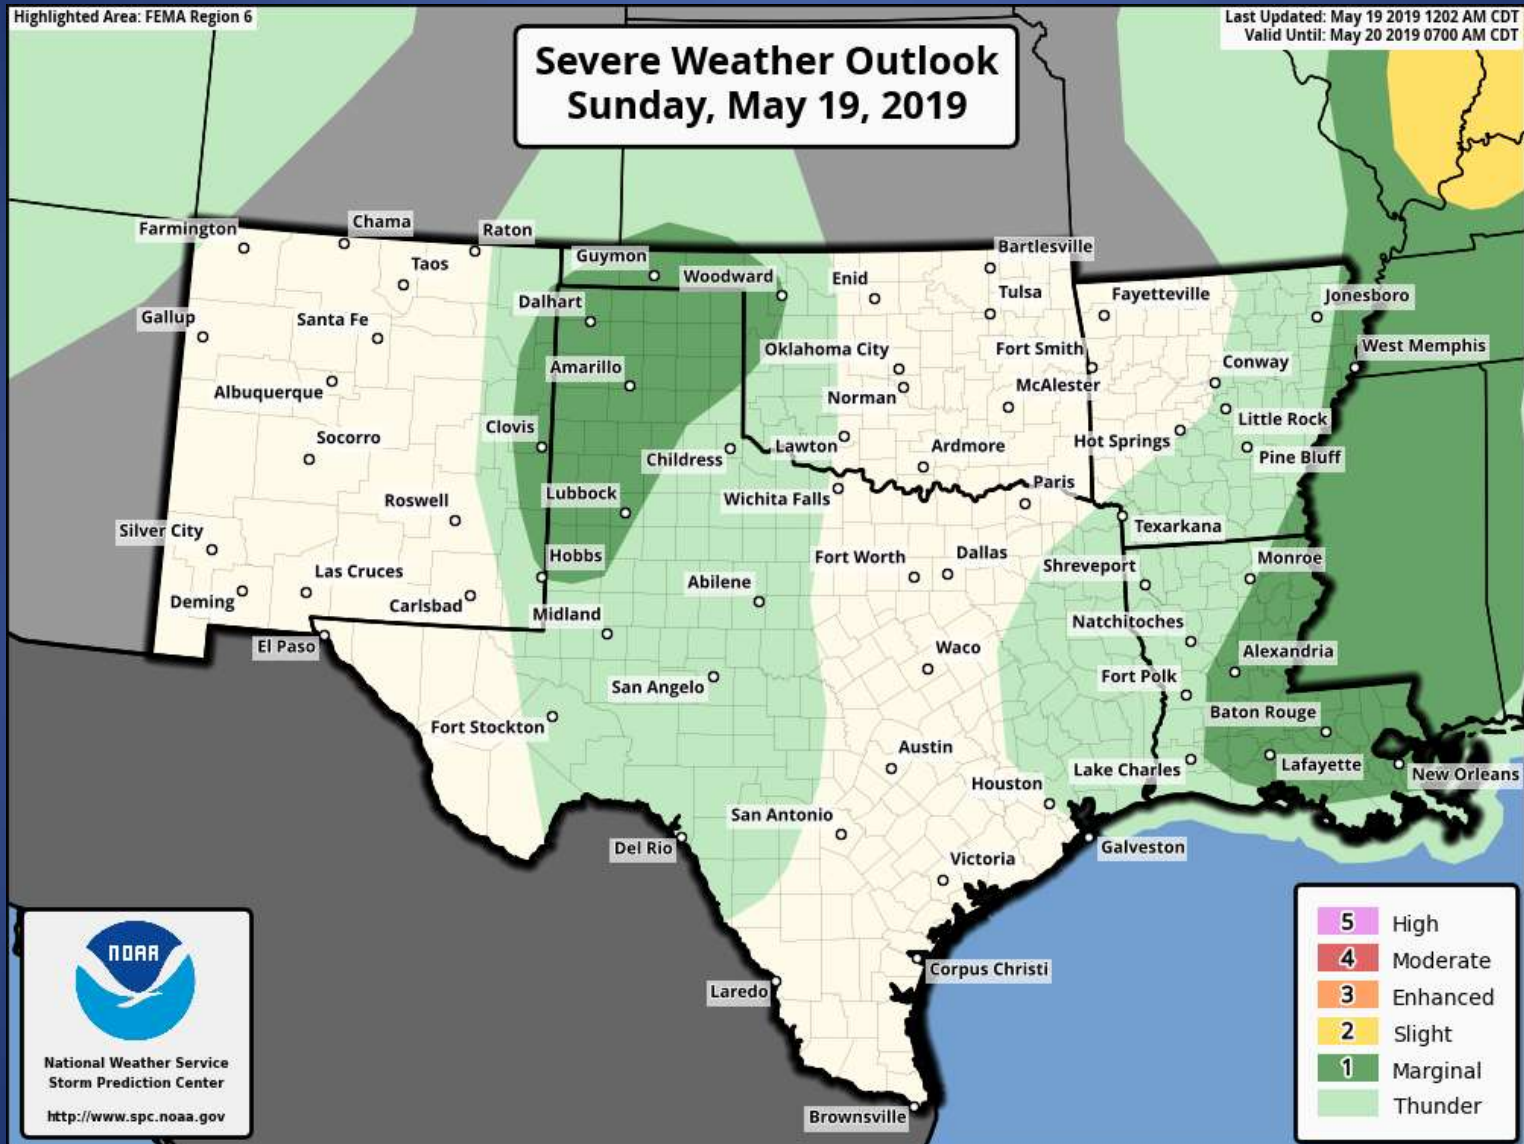 Highlighted Area: FEMA Region 6
Last Updated: May 19 2019 1202 AM CDT
Valid Until: May 20 2019 0700 AM CDT
Severe Weather Outlook
Sunday, May 19, 2019
Farmington
Chama
Raton
Taos
Guymon
Woodward
Enid
Bartlesville
Tulsa
Fayetteville
Jonesboro
Gallup
Santa Fe
Dalhart
Oklahoma City
Fort Smith
West Memphis
Albuquerque
Amarillo
Norman
McAlester
Conway
Little Rock
Socorro
Clovis
Childress
Lawton
Ardmore
Hot Springs
Pine Bluff
Roswell
Lubbock
Wichita Falls
Paris
Texarkana
Silver City
Hobbs
Fort Worth
Dallas
Shreveport
Monroe
Las Cruces
Deming
Carlsbad
Midland
Abilene
Natchitoches
El Paso
Waco
Alexandria
San Angelo
Fort Polk
Fort Stockton
Baton Rouge
Austin
Houston
Lake Charles
Lafayette
New Orleans
San Antonio
Del Rio
Galveston
Victoria
Laredo
Corpus Christi
Brownsville
NOAA
National Weather Service
Storm Prediction Center
http://www.spc.noaa.gov
5 High
4 Moderate
3 Enhanced
2 Slight
1 Marginal
Thunder